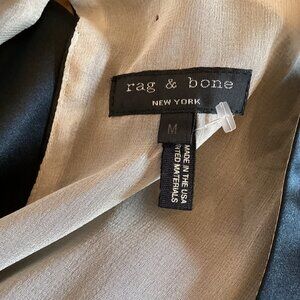 rag & bone
NEW YORK
M
MADE IN THE USA
MATERIALS